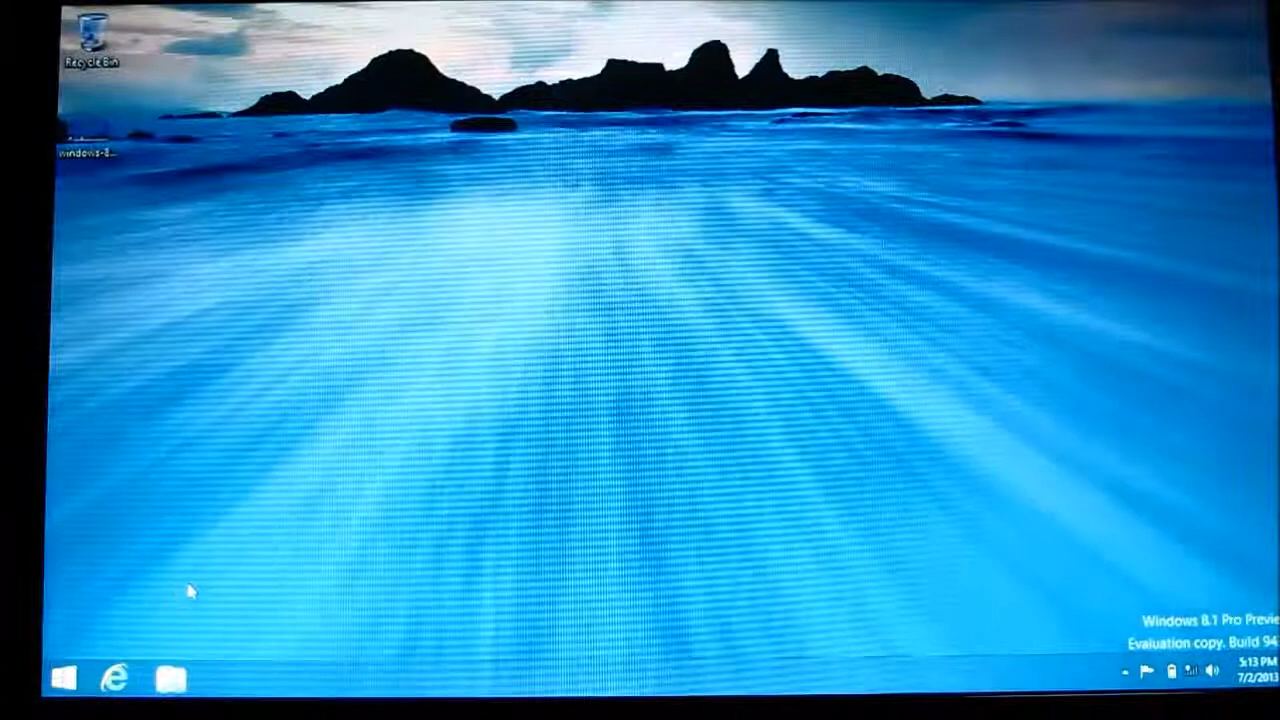 Recycle Bin
windows-8...
Windows 8.1 Pro Previe
Evaluation copy. Build 94
5:13 PM
7/2/2013